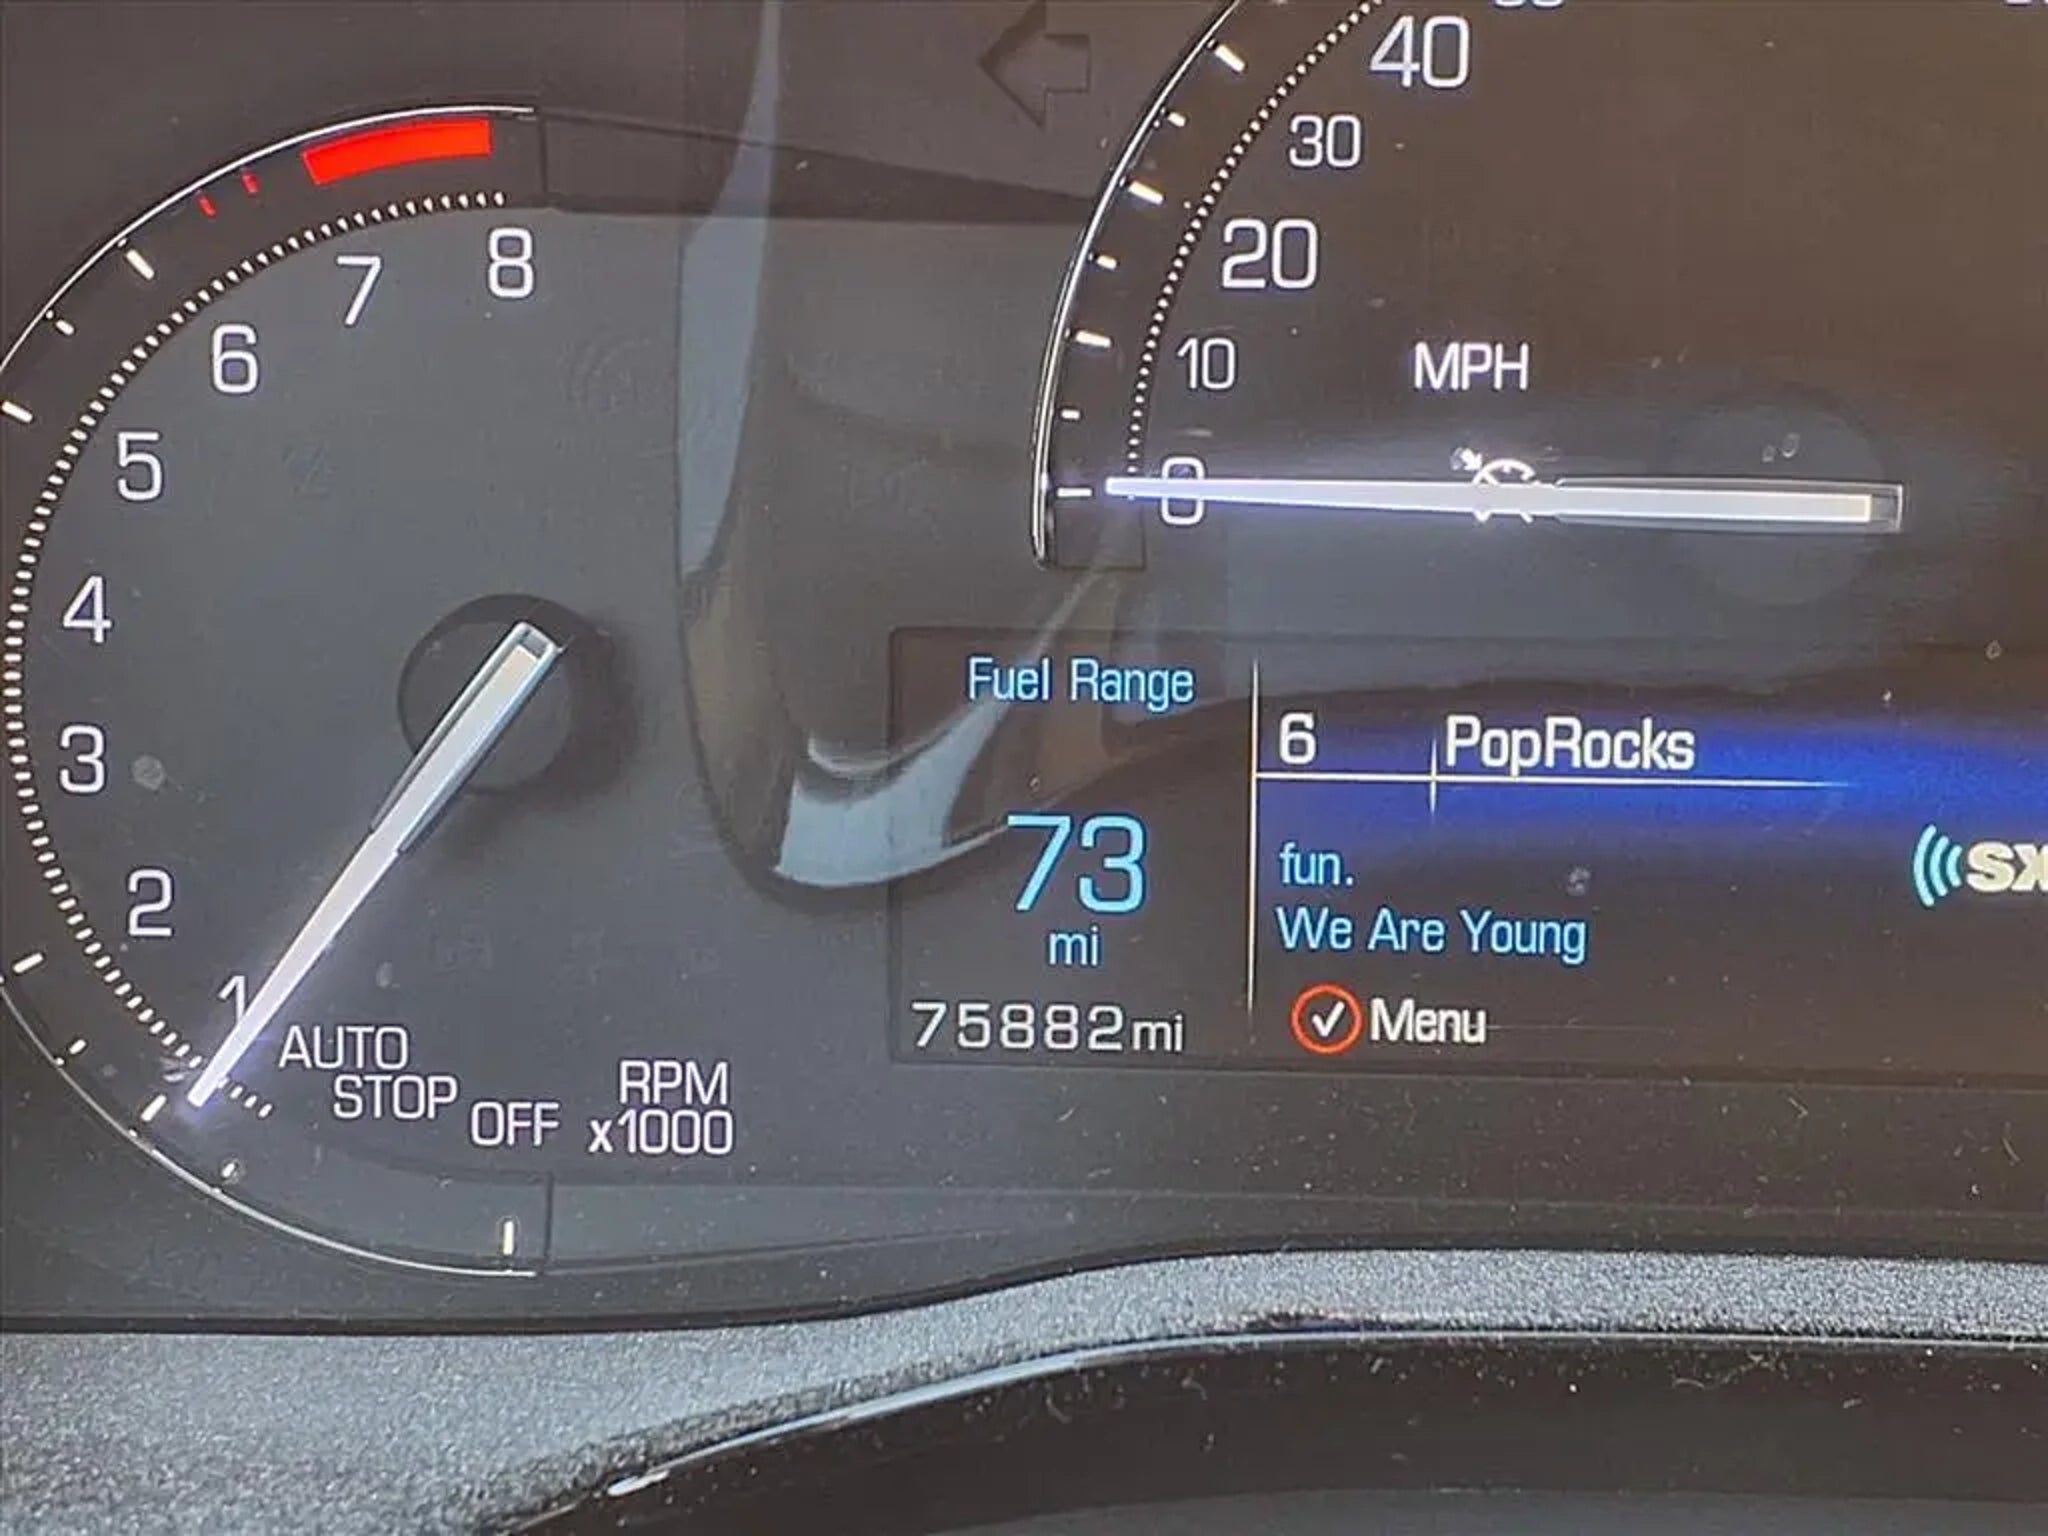 8
7
6
5
4
3
2
1
AUTO
STOP
OFF
RPM
x1000
40
30
20
10
0
MPH
Fuel Range
73
mi
75882mi
6 PopRocks
fun.
We Are Young
Menu